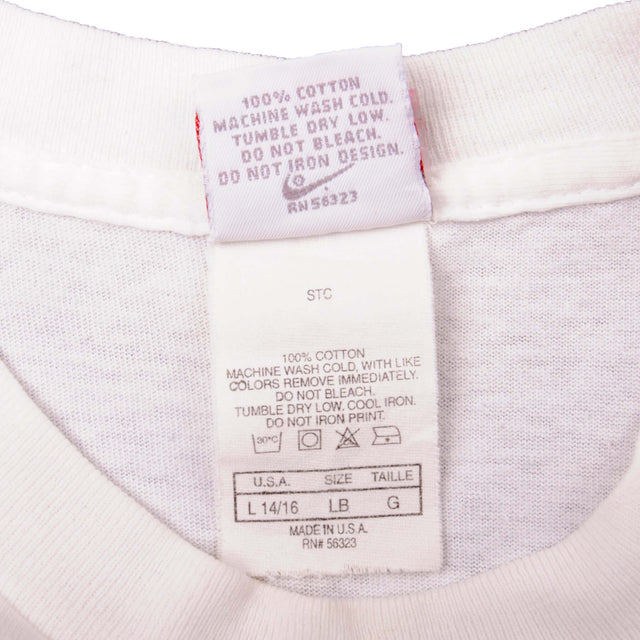 100% COTTON
MACHINE WASH COLD.
TUMBLE DRY LOW.
DO NOT BLEACH.
DO NOT IRON DESIGN.
RN 56323
STC
100% COTTON
MACHINE WASH COLD, WITH LIKE
COLORS REMOVE IMMEDIATELY.
DO NOT BLEACH.
TUMBLE DRY LOW. COOL IRON.
DO NOT IRON PRINT.
30°C
U.S.A. SIZE TAILLE
L 14/16 LB G
MADE IN U.S.A.
RN# 56323